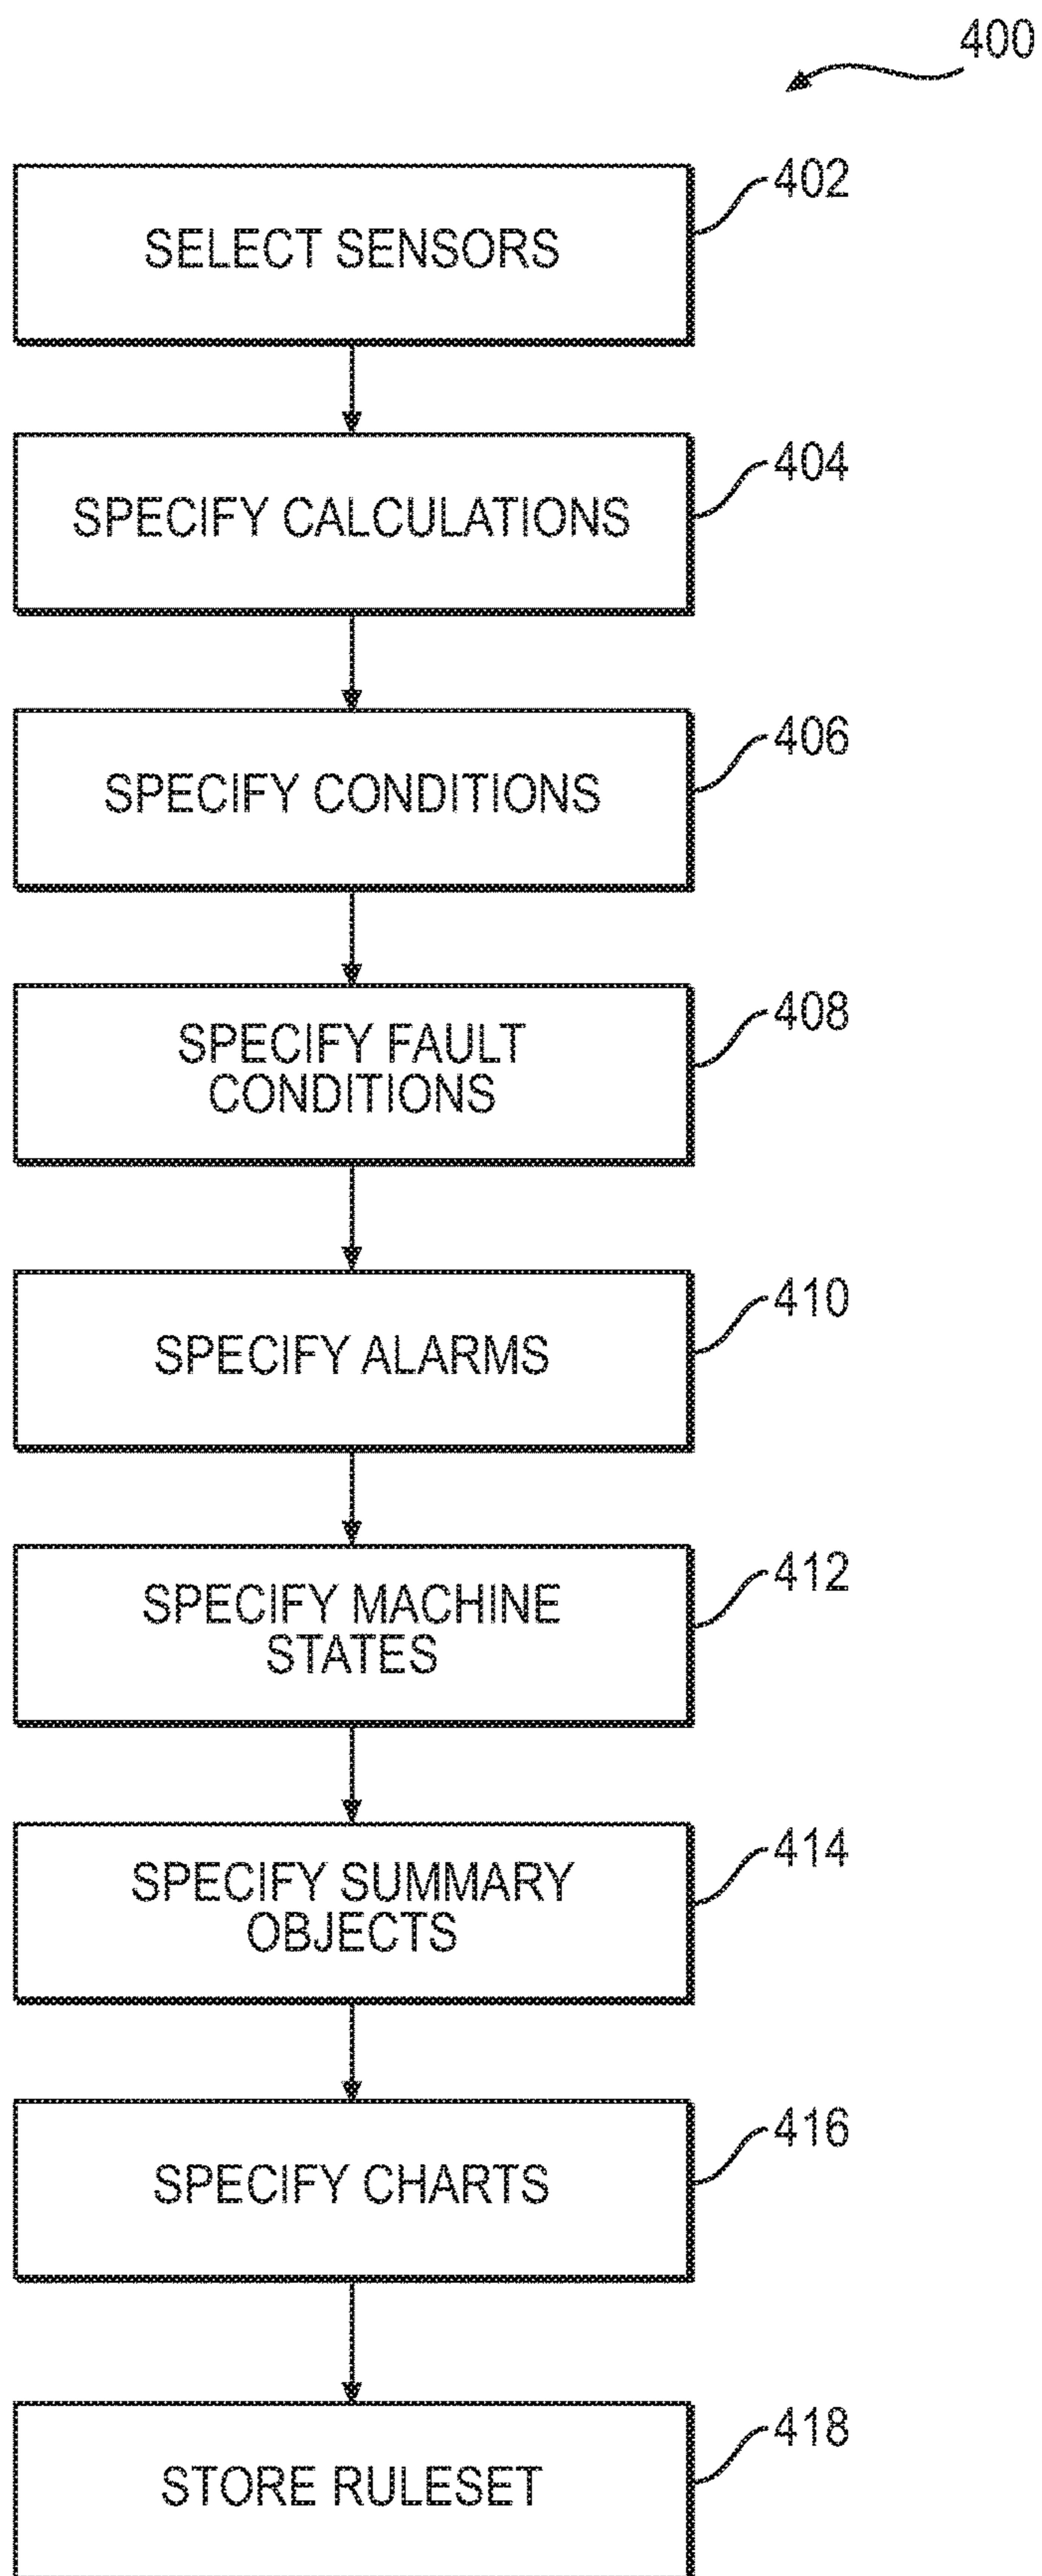 400
402
SELECT SENSORS
404
SPECIFY CALCULATIONS
406
SPECIFY CONDITIONS
408
SPECIFY FAULT
CONDITIONS
410
SPECIFY ALARMS
412
SPECIFY MACHINE
STATES
414
SPECIFY SUMMARY
OBJECTS
416
SPECIFY CHARTS
418
STORE RULESET